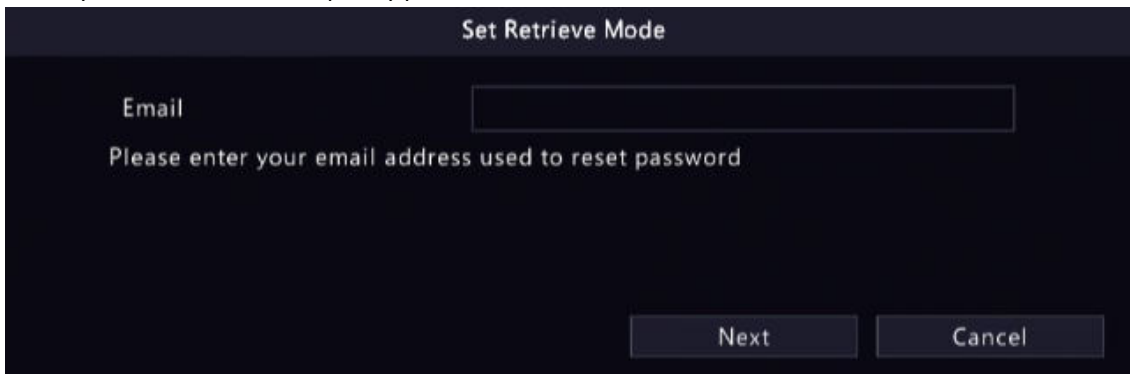 Set Retrieve Mode
Email
Please enter your email address used to reset password
Next Cancel